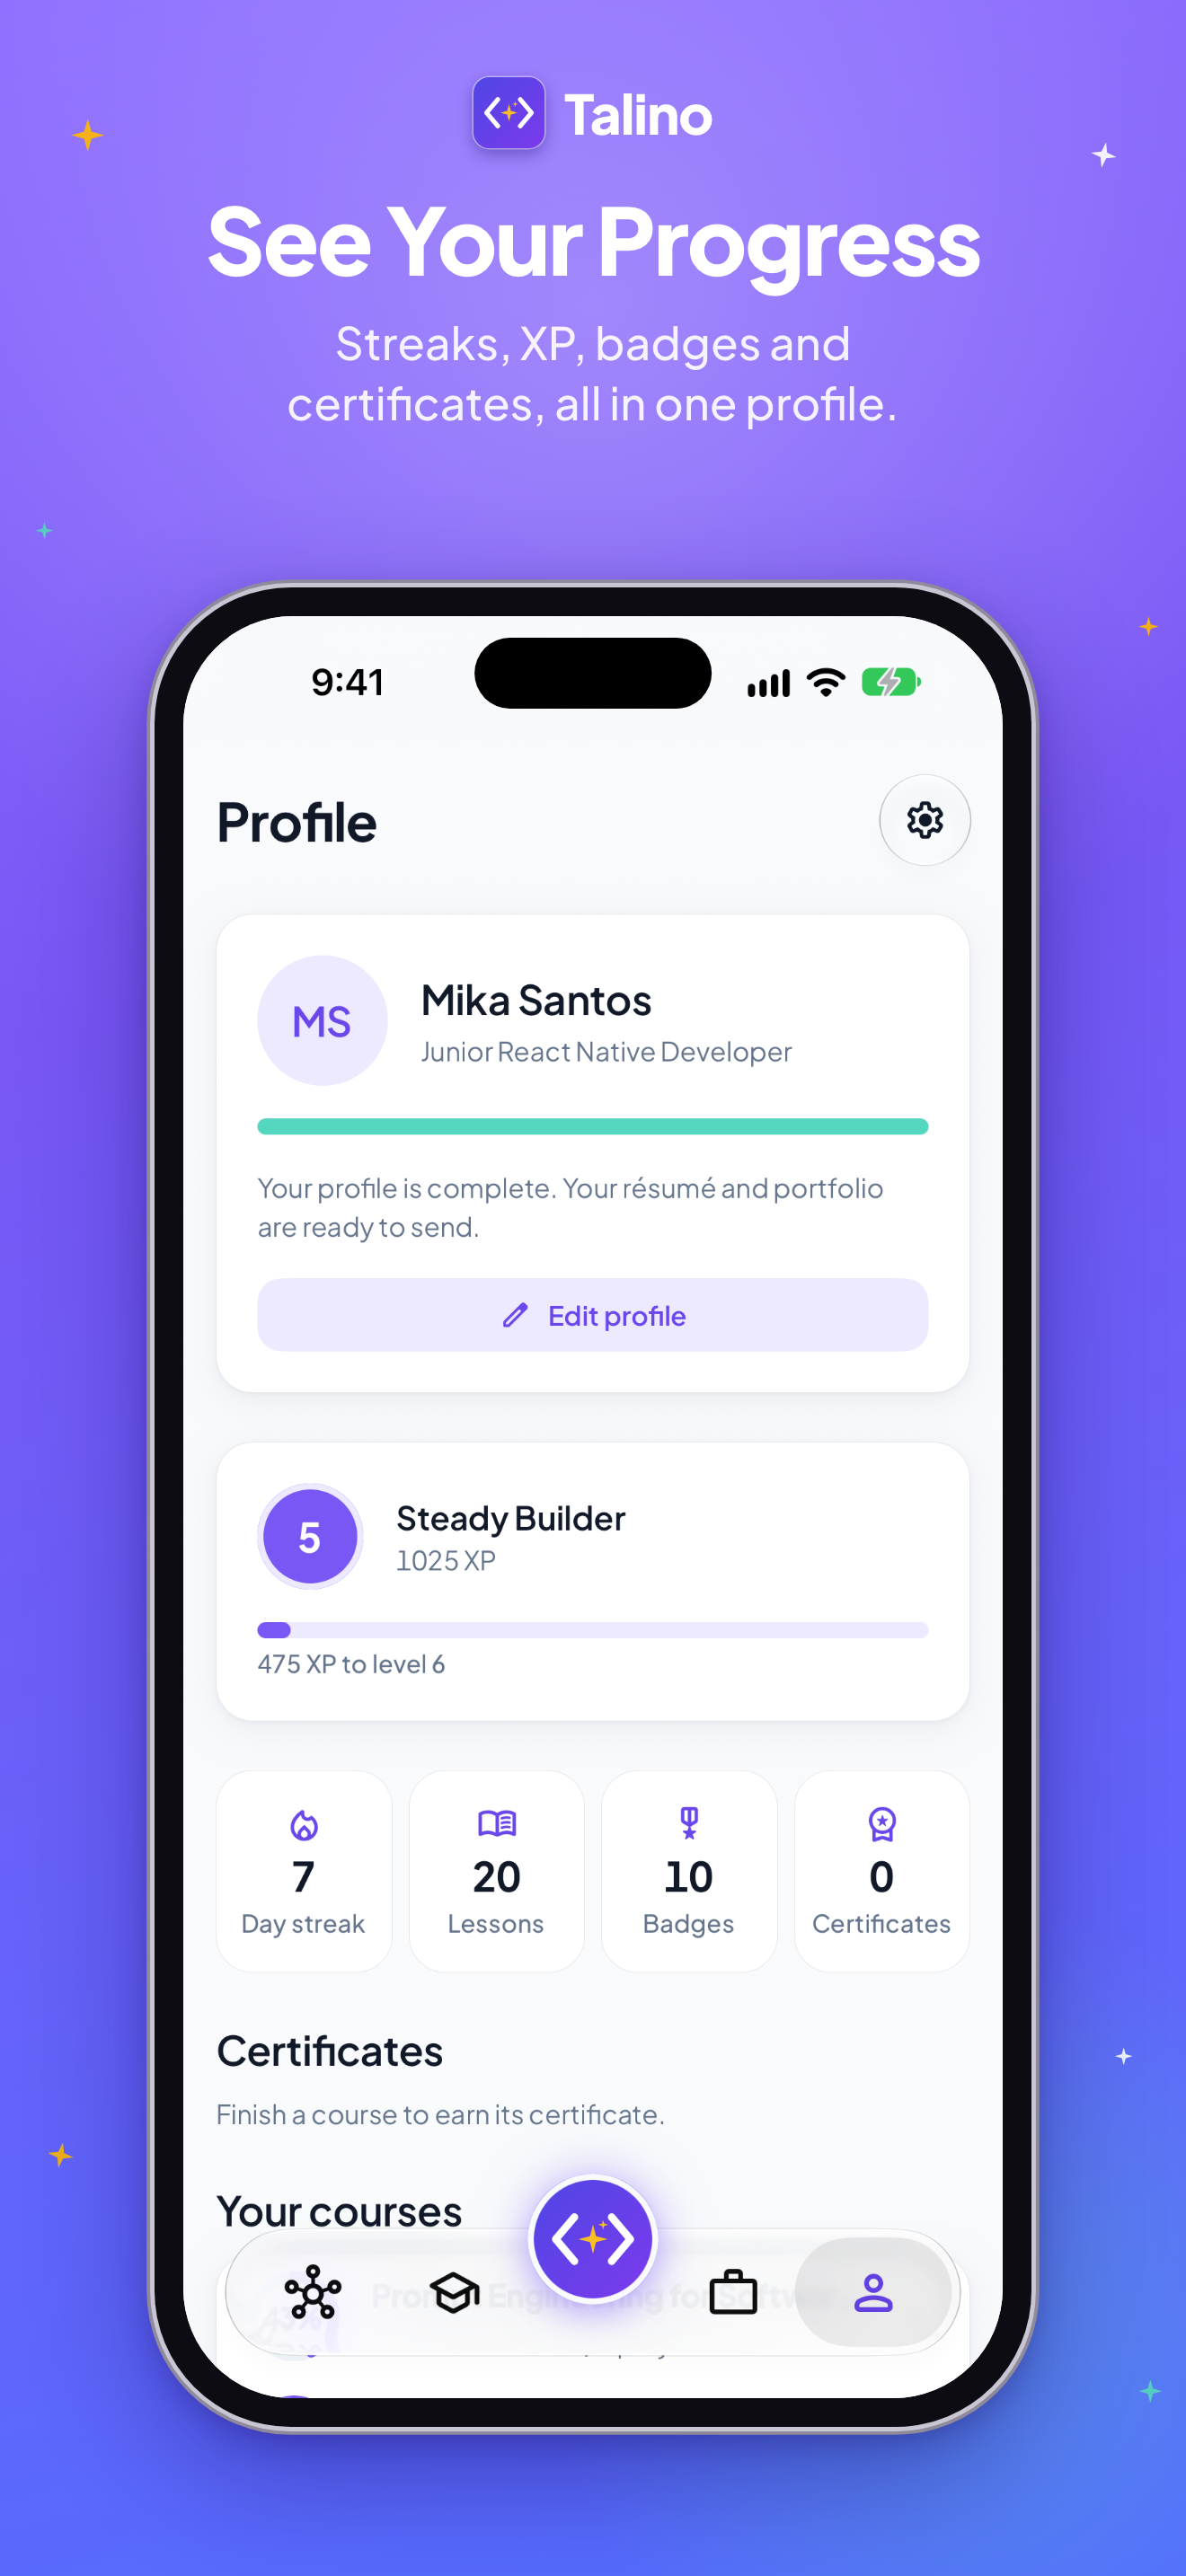 Talino
See Your Progress
Streaks, XP, badges and
certificates, all in one profile.
9:41
Profile
MS
Mika Santos
Junior React Native Developer
Your profile is complete. Your résumé and portfolio
are ready to send.
Edit profile
5
Steady Builder
1025 XP
475 XP to level 6
7
Day streak
20
Lessons
10
Badges
0
Certificates
Certificates
Finish a course to earn its certificate.
Your courses